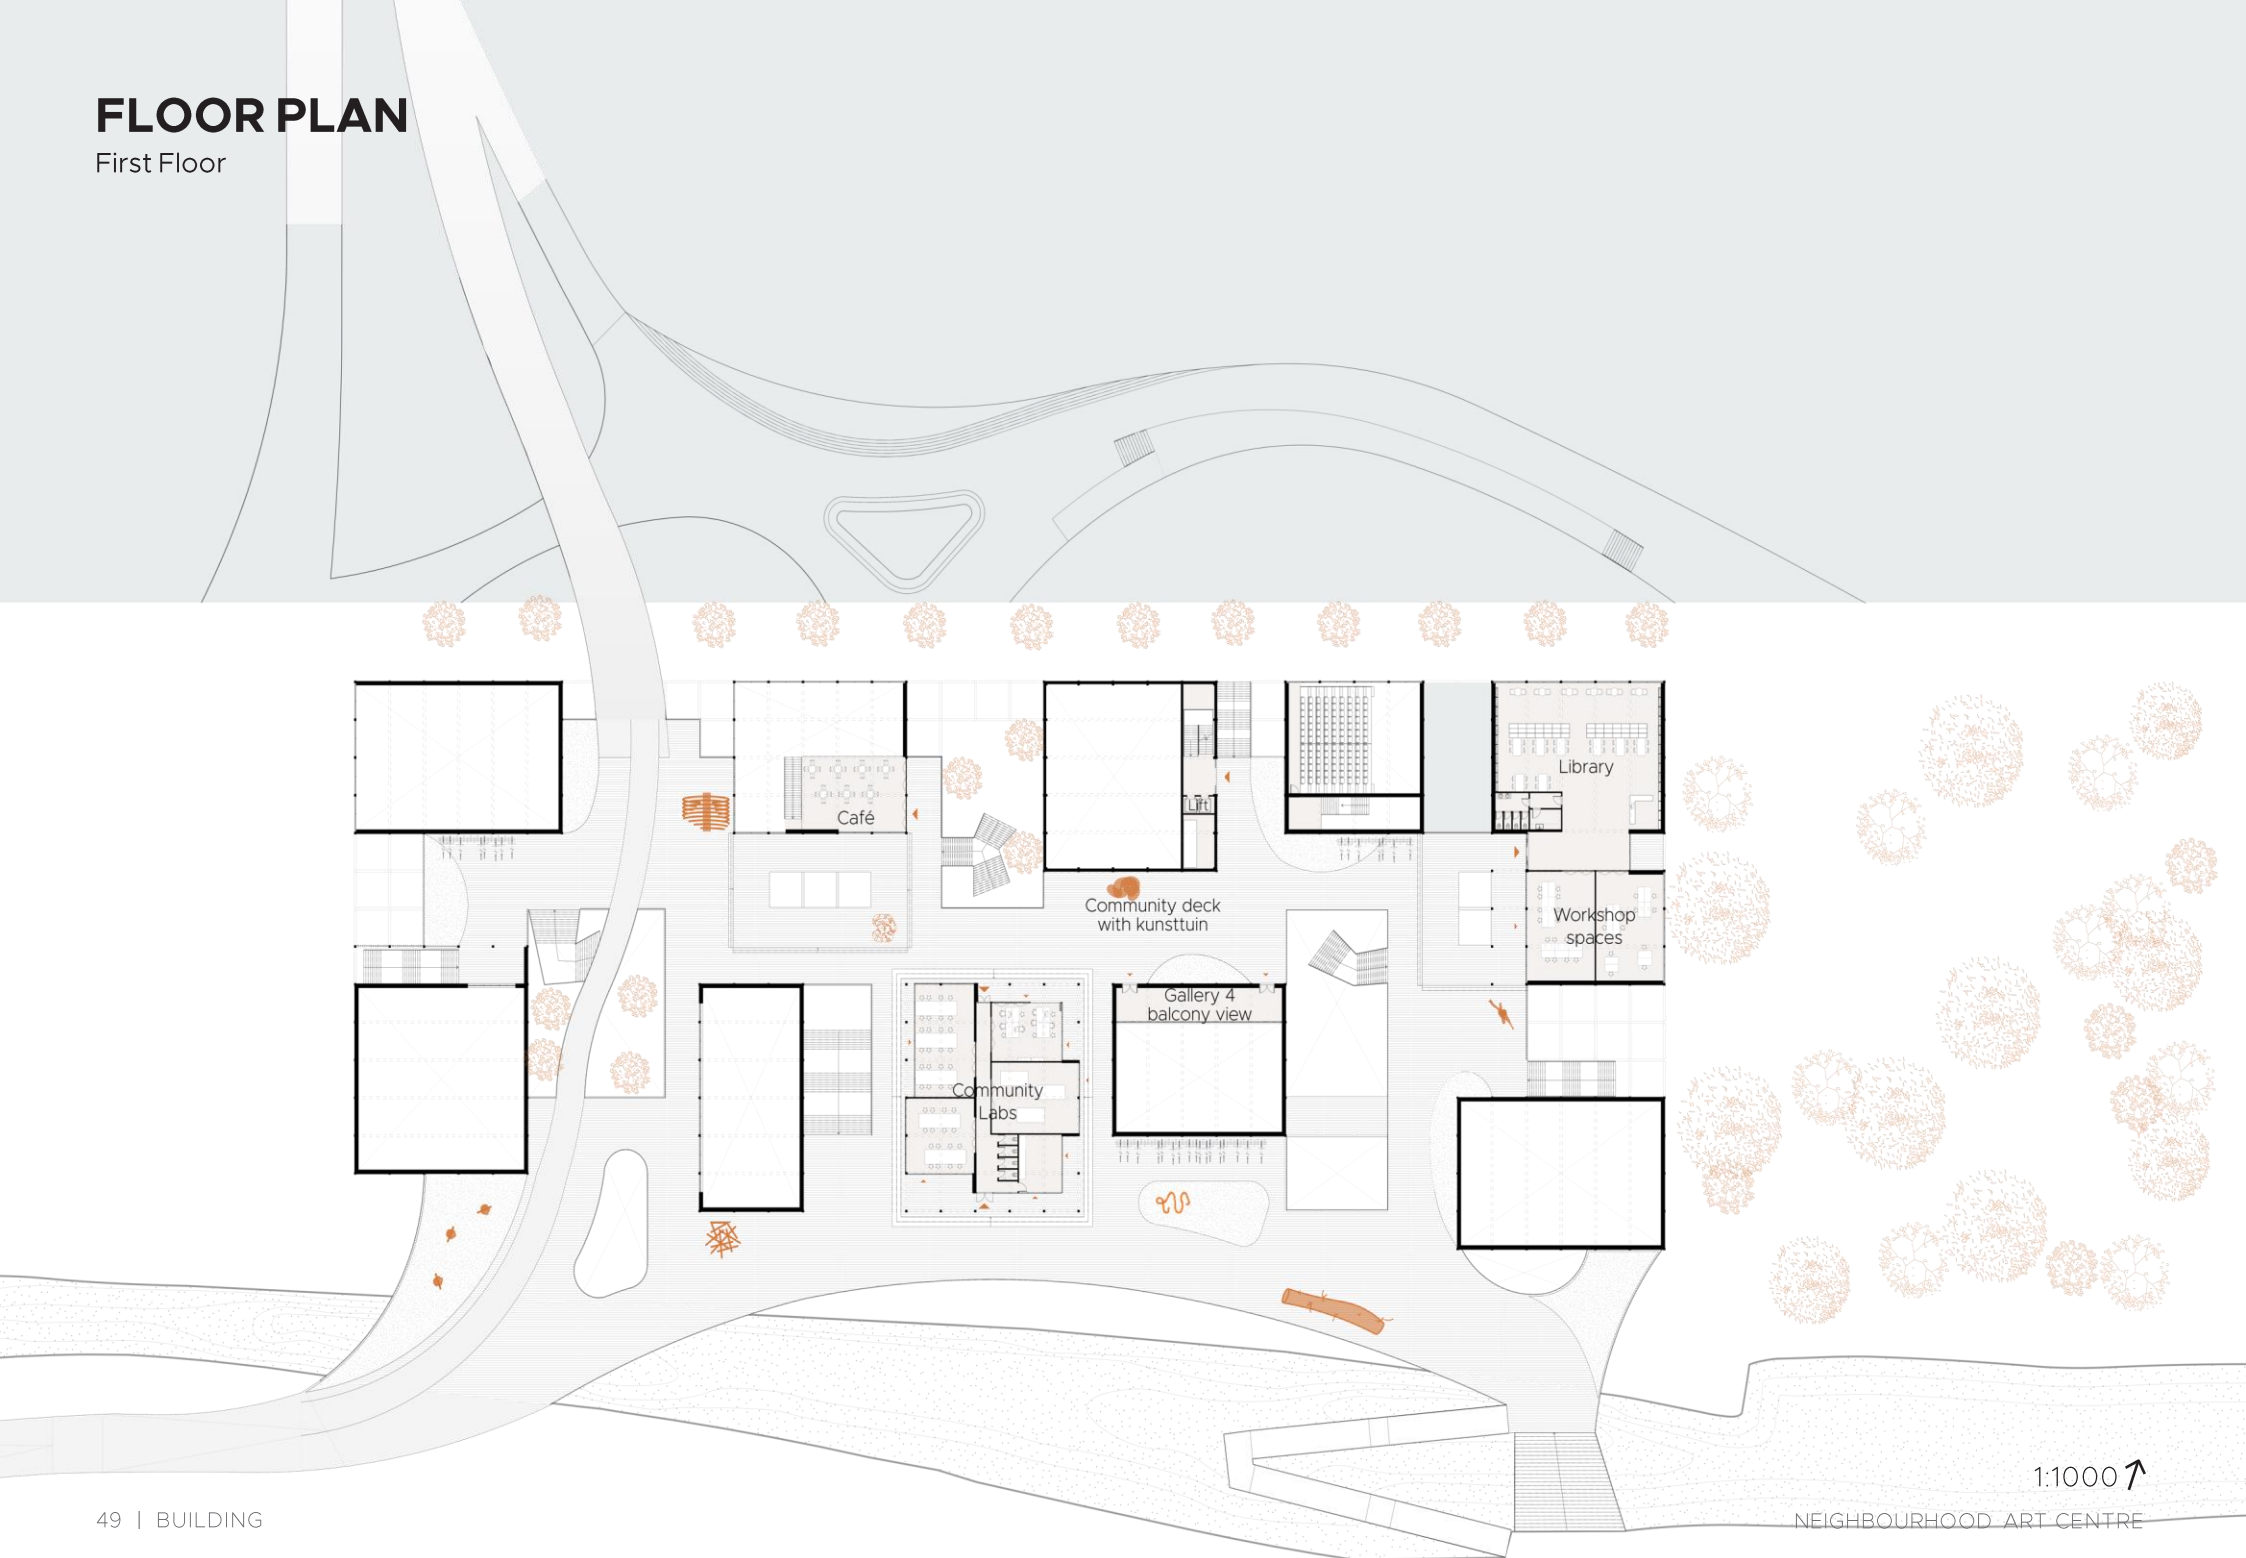 FLOOR PLAN
First Floor
Library
Lift
Café
Community deck
with kunsttuin
Workshop
spaces
Gallery 4
balcony view
Community
Labs
1:1000
49 | BUILDING
NEIGHBOURHOOD ART CENTRE